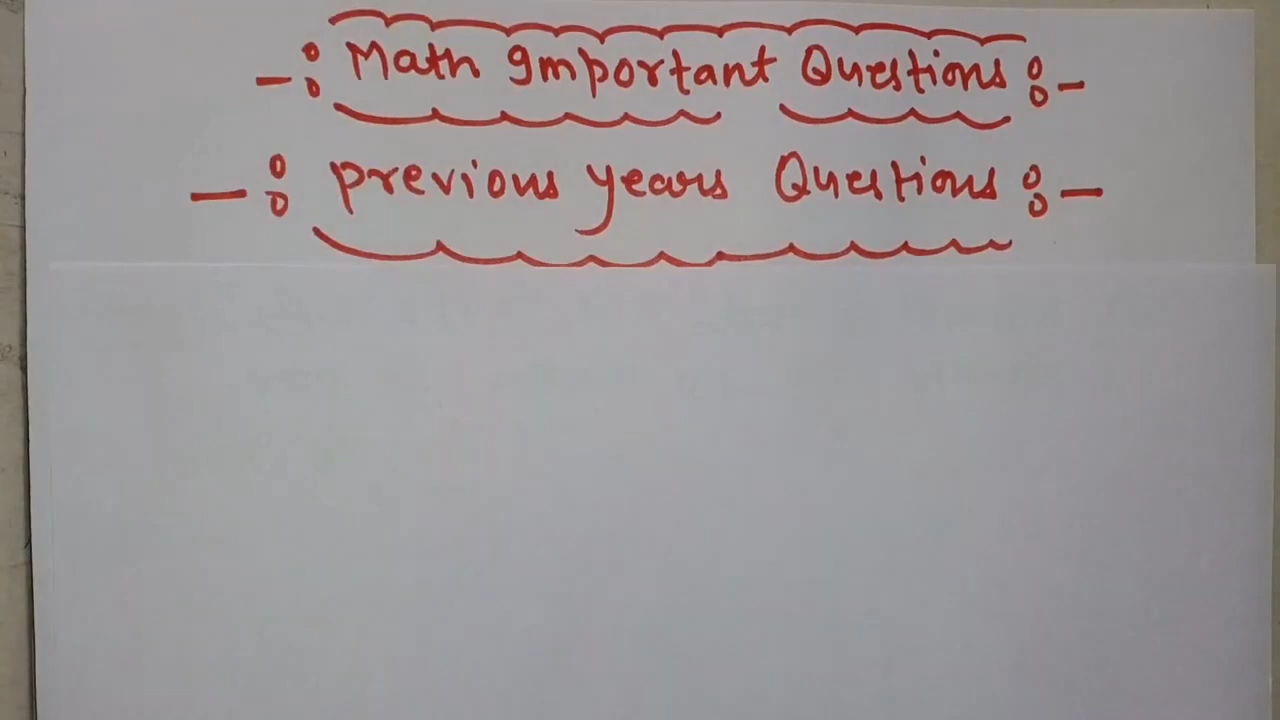 -: Math Important Questions :-
-: previous years Questions :-